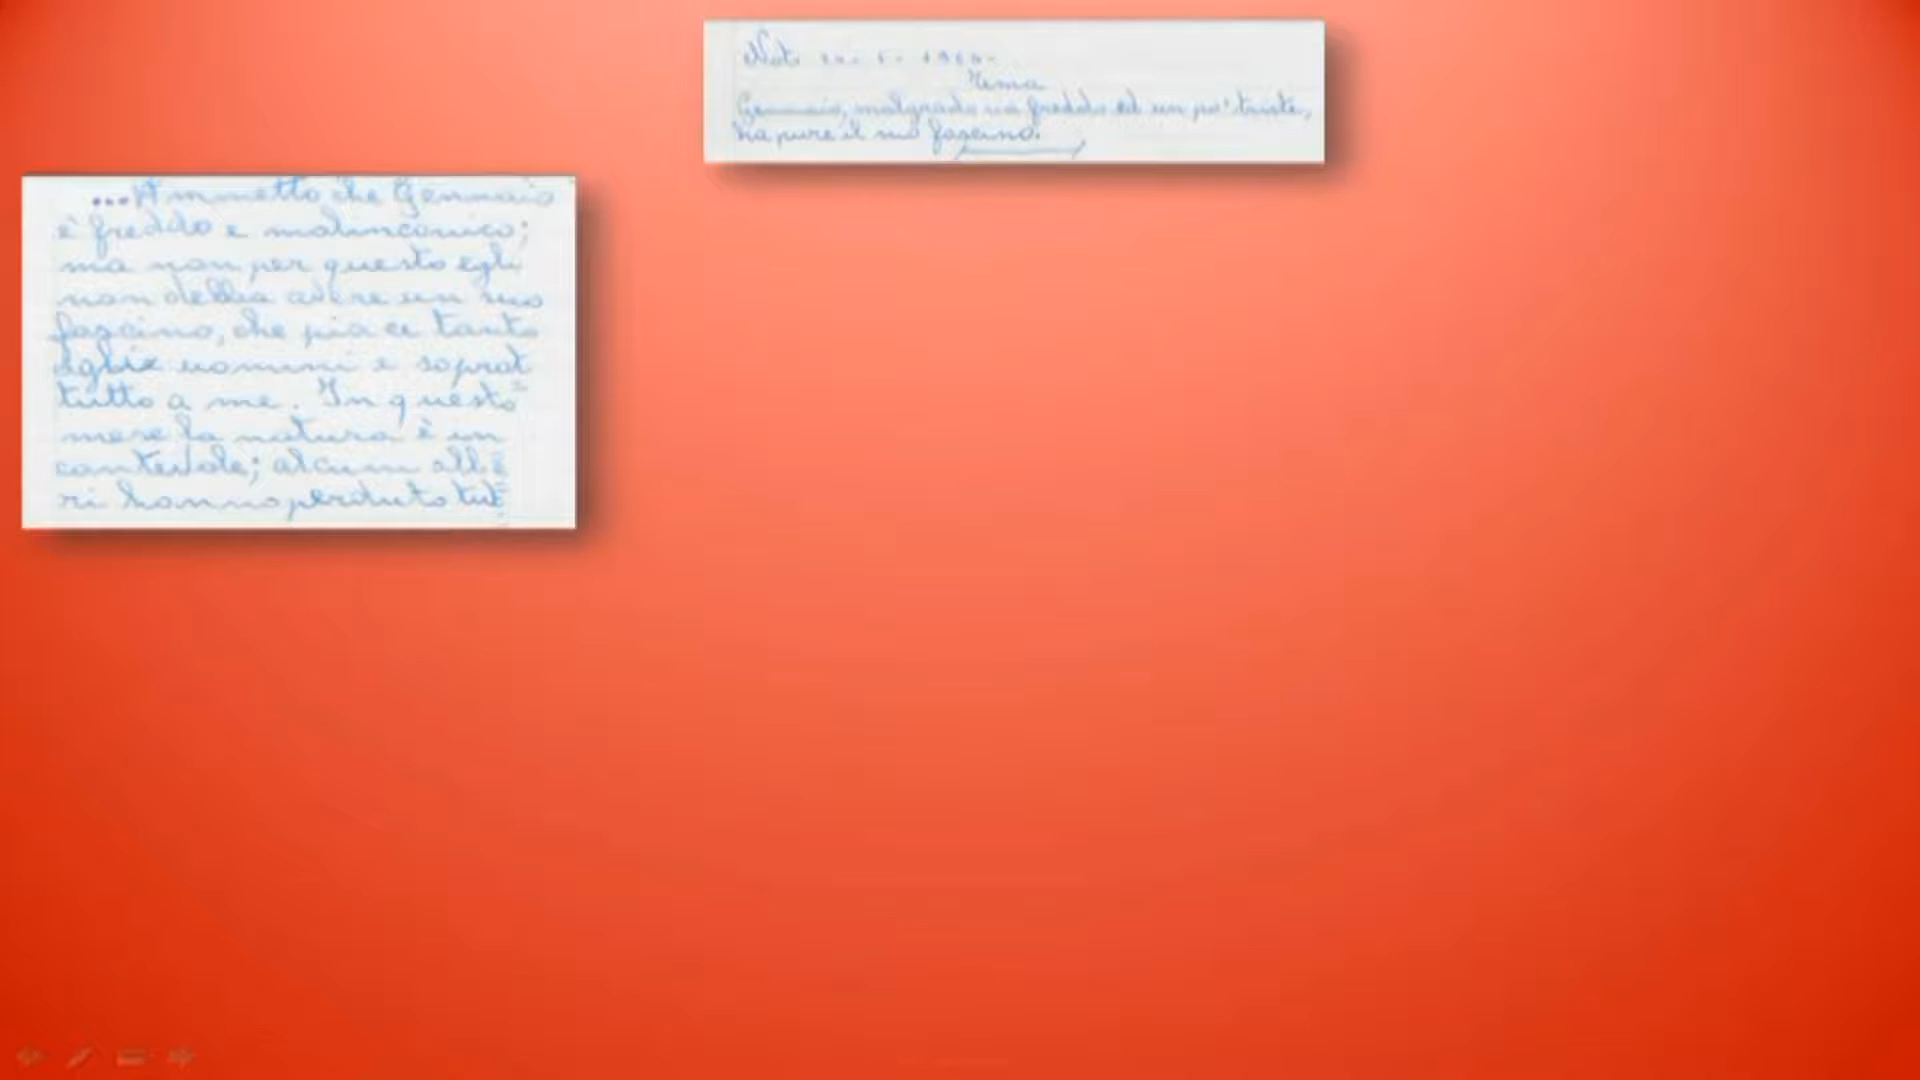 Tema
Gennaio, malgrado sia freddo ed un po' triste,
ha pure il suo fascino.
...Ammetto che Gennaio
è freddo e malinconico;
ma non per questo egli
non debba avere un suo
fascino, che piace tanto
uomini e soprat
tutto a me. In questo
mese la natura è in
cantevole; alcuni albe
ri hanno perduto tut